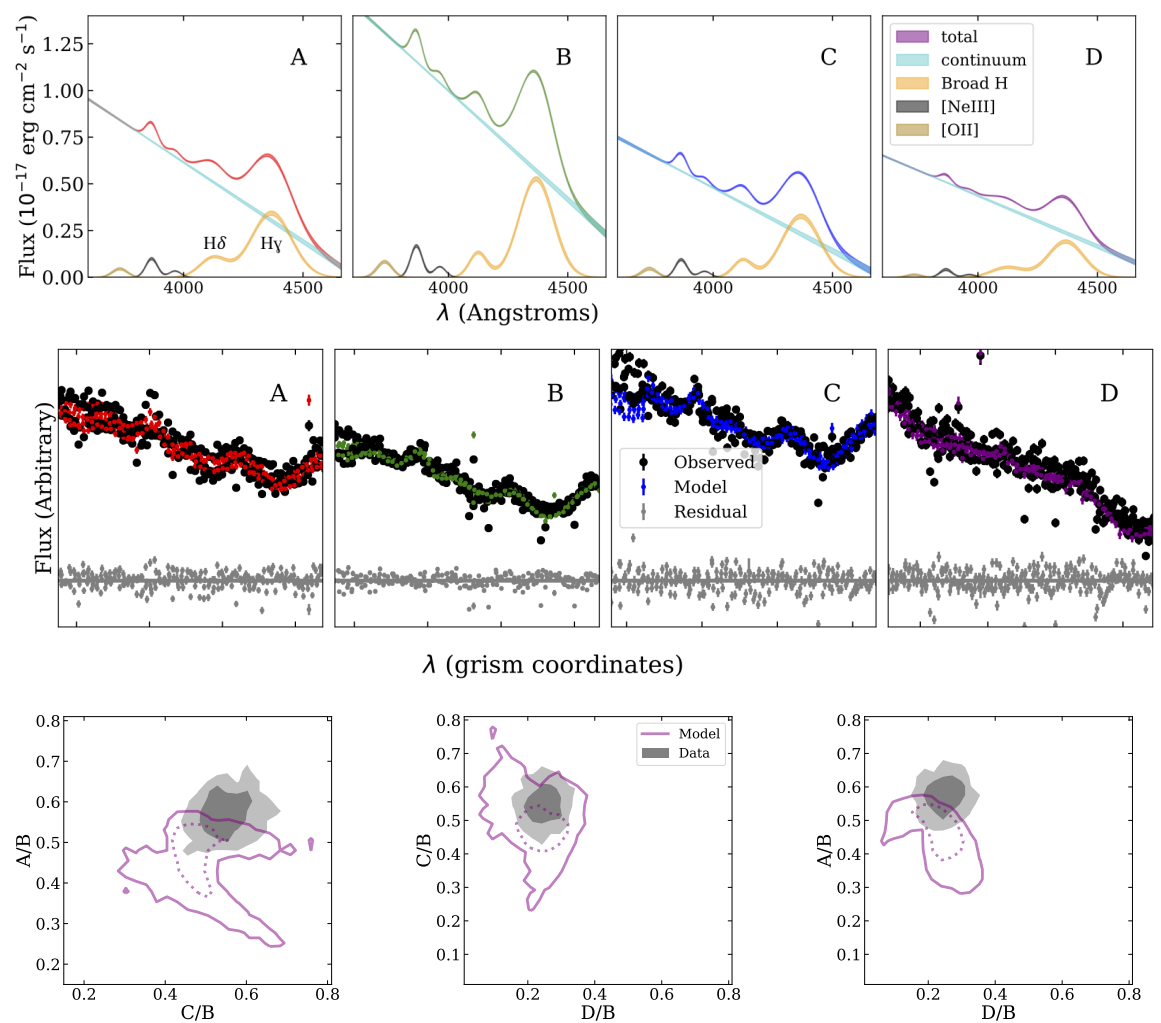 Flux (10⁻¹⁷ erg cm⁻² s⁻¹)
1.25
1.00
0.75
0.50
0.25
0.00
A
Hδ
Hγ
B
C
D
total
continuum
Broad H
[NeIII]
[OII]
4000 4500 4000 4500 4000 4500 4000 4500
λ (Angstroms)
Flux (Arbitrary)
A
B
C
D
Observed
Model
Residual
λ (grism coordinates)
A/B
0.8
0.7
0.6
0.5
0.4
0.3
0.2
0.2 0.4 0.6 0.8
C/B
C/B
0.8
0.7
0.6
0.5
0.4
0.3
0.2
0.1
Model
Data
0.2 0.4 0.6 0.8
D/B
A/B
0.8
0.7
0.6
0.5
0.4
0.3
0.2
0.1
0.2 0.4 0.6 0.8
D/B